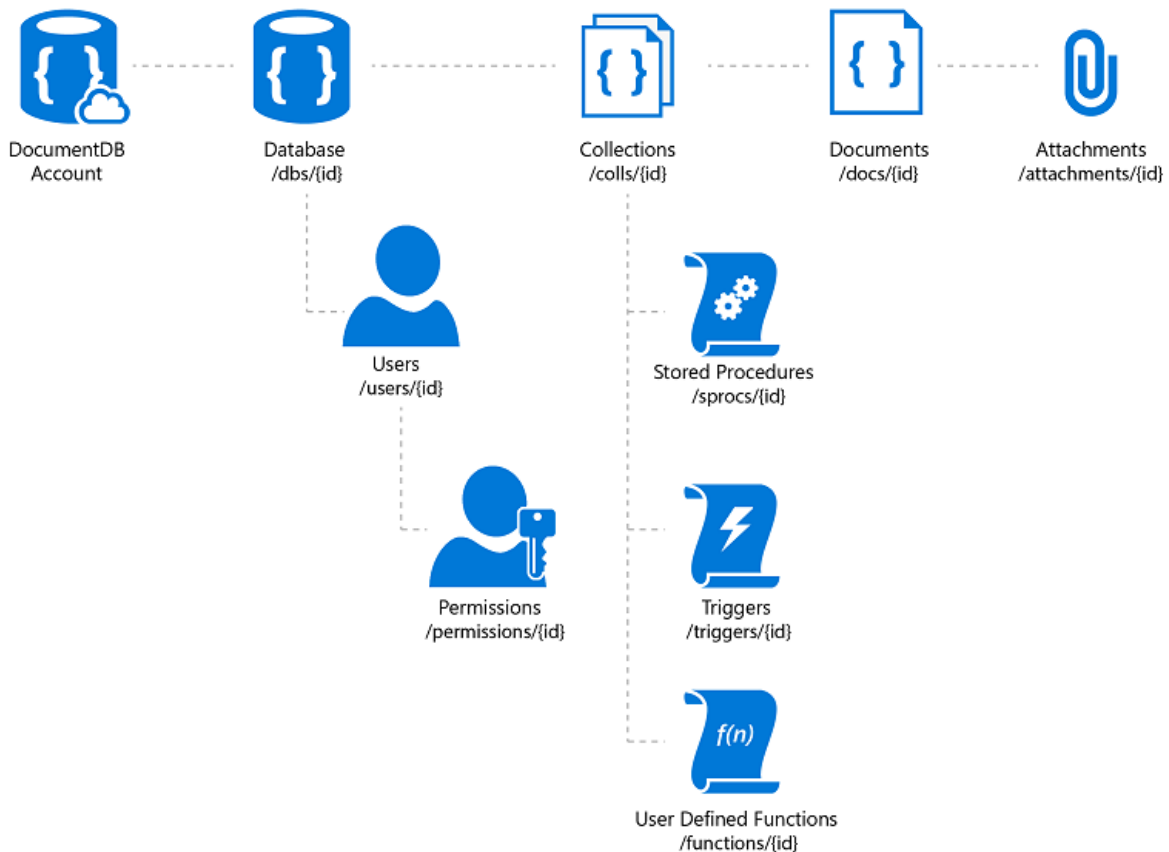 DocumentDB
Account
Database
/dbs/{id}
Collections
/colls/{id}
Documents
/docs/{id}
Attachments
/attachments/{id}
Users
/users/{id}
Stored Procedures
/sprocs/{id}
Permissions
/permissions/{id}
Triggers
/triggers/{id}
f(n)
User Defined Functions
/functions/{id}